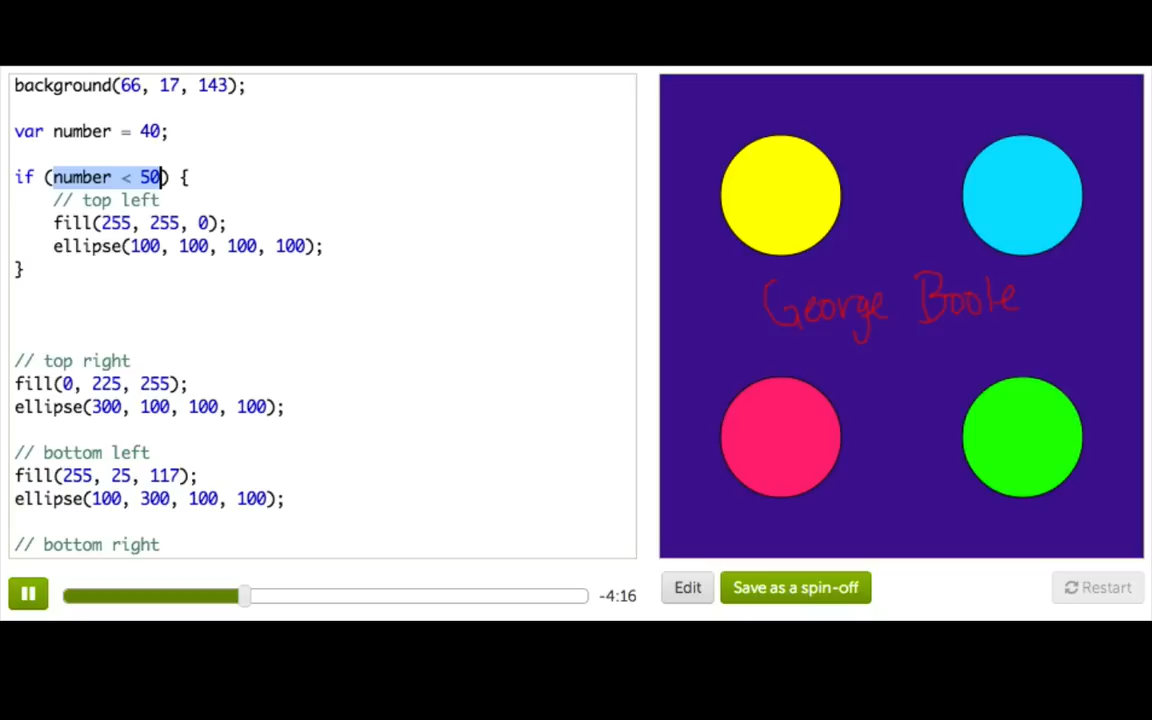 background(66, 17, 143);
var number = 40;
if (number < 50) {
// top left
fill(255, 255, 0);
ellipse(100, 100, 100, 100);
}
// top right
fill(0, 225, 255);
ellipse(300, 100, 100, 100);
// bottom left
fill(255, 25, 117);
ellipse(100, 300, 100, 100);
// bottom right
George Boole
-4:16
Edit
Save as a spin-off
Restart